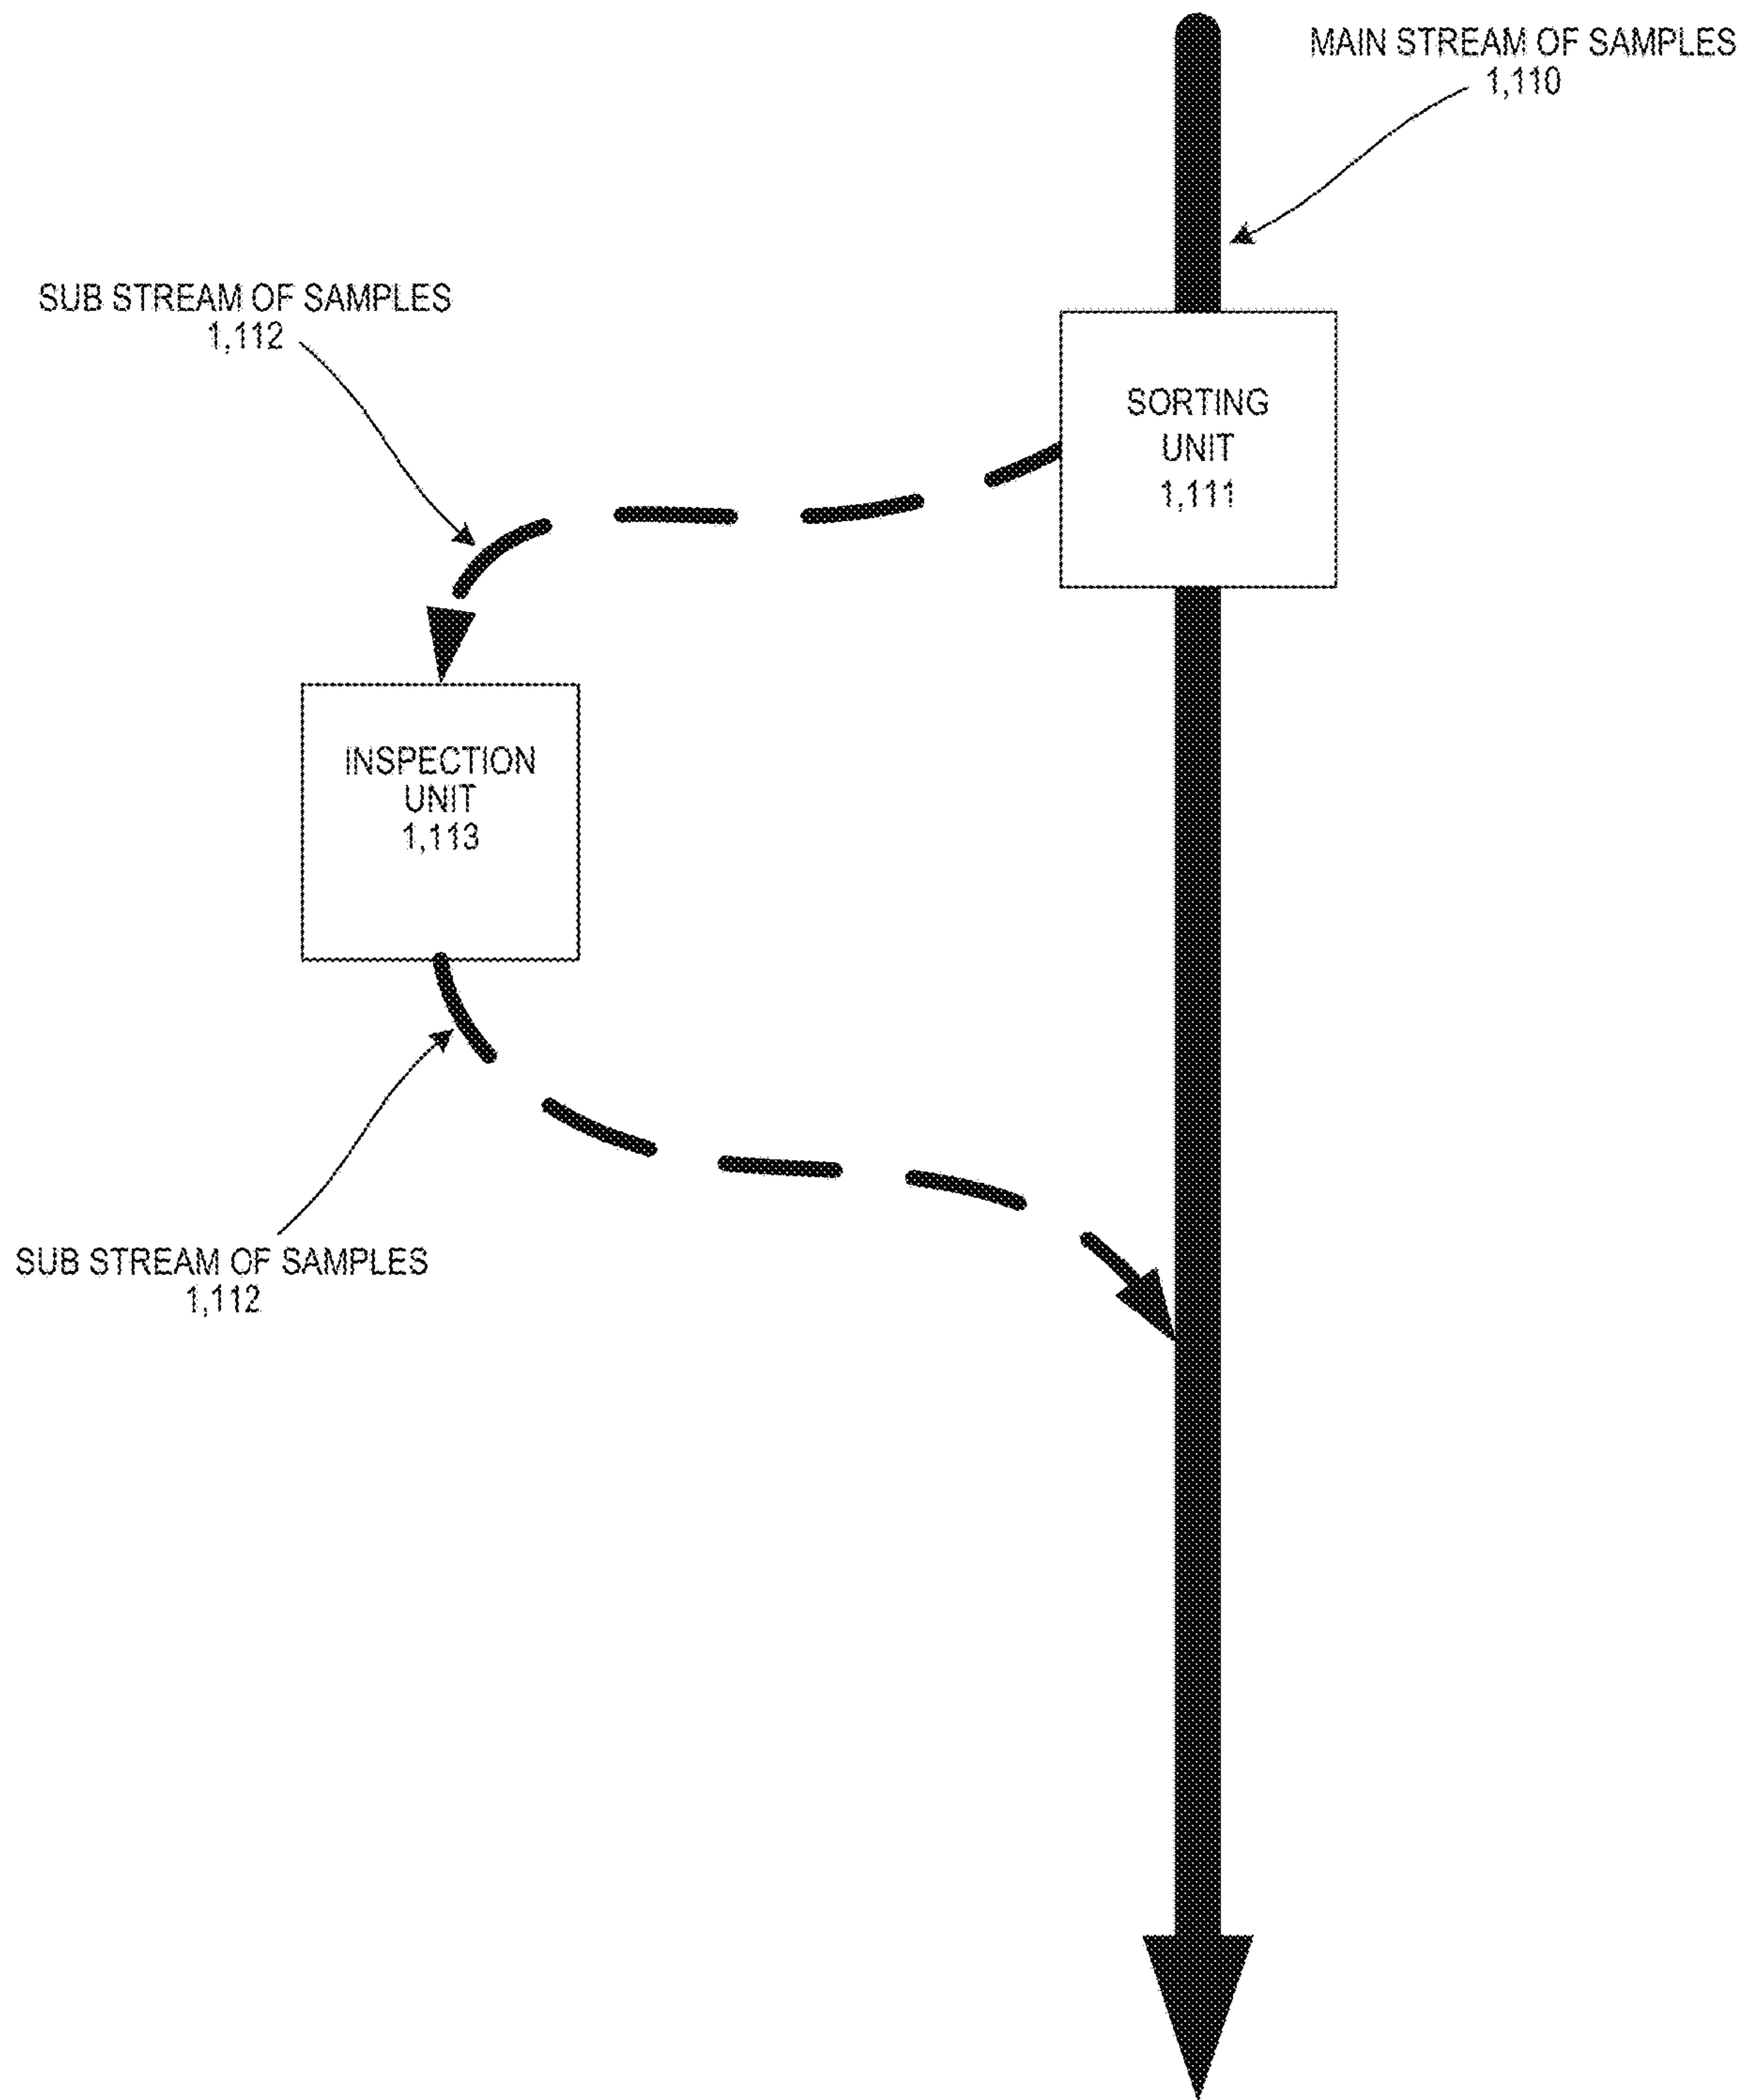 MAIN STREAM OF SAMPLES
1,110
SUB STREAM OF SAMPLES
1,112
SORTING
UNIT
1,111
INSPECTION
UNIT
1,113
SUB STREAM OF SAMPLES
1,112